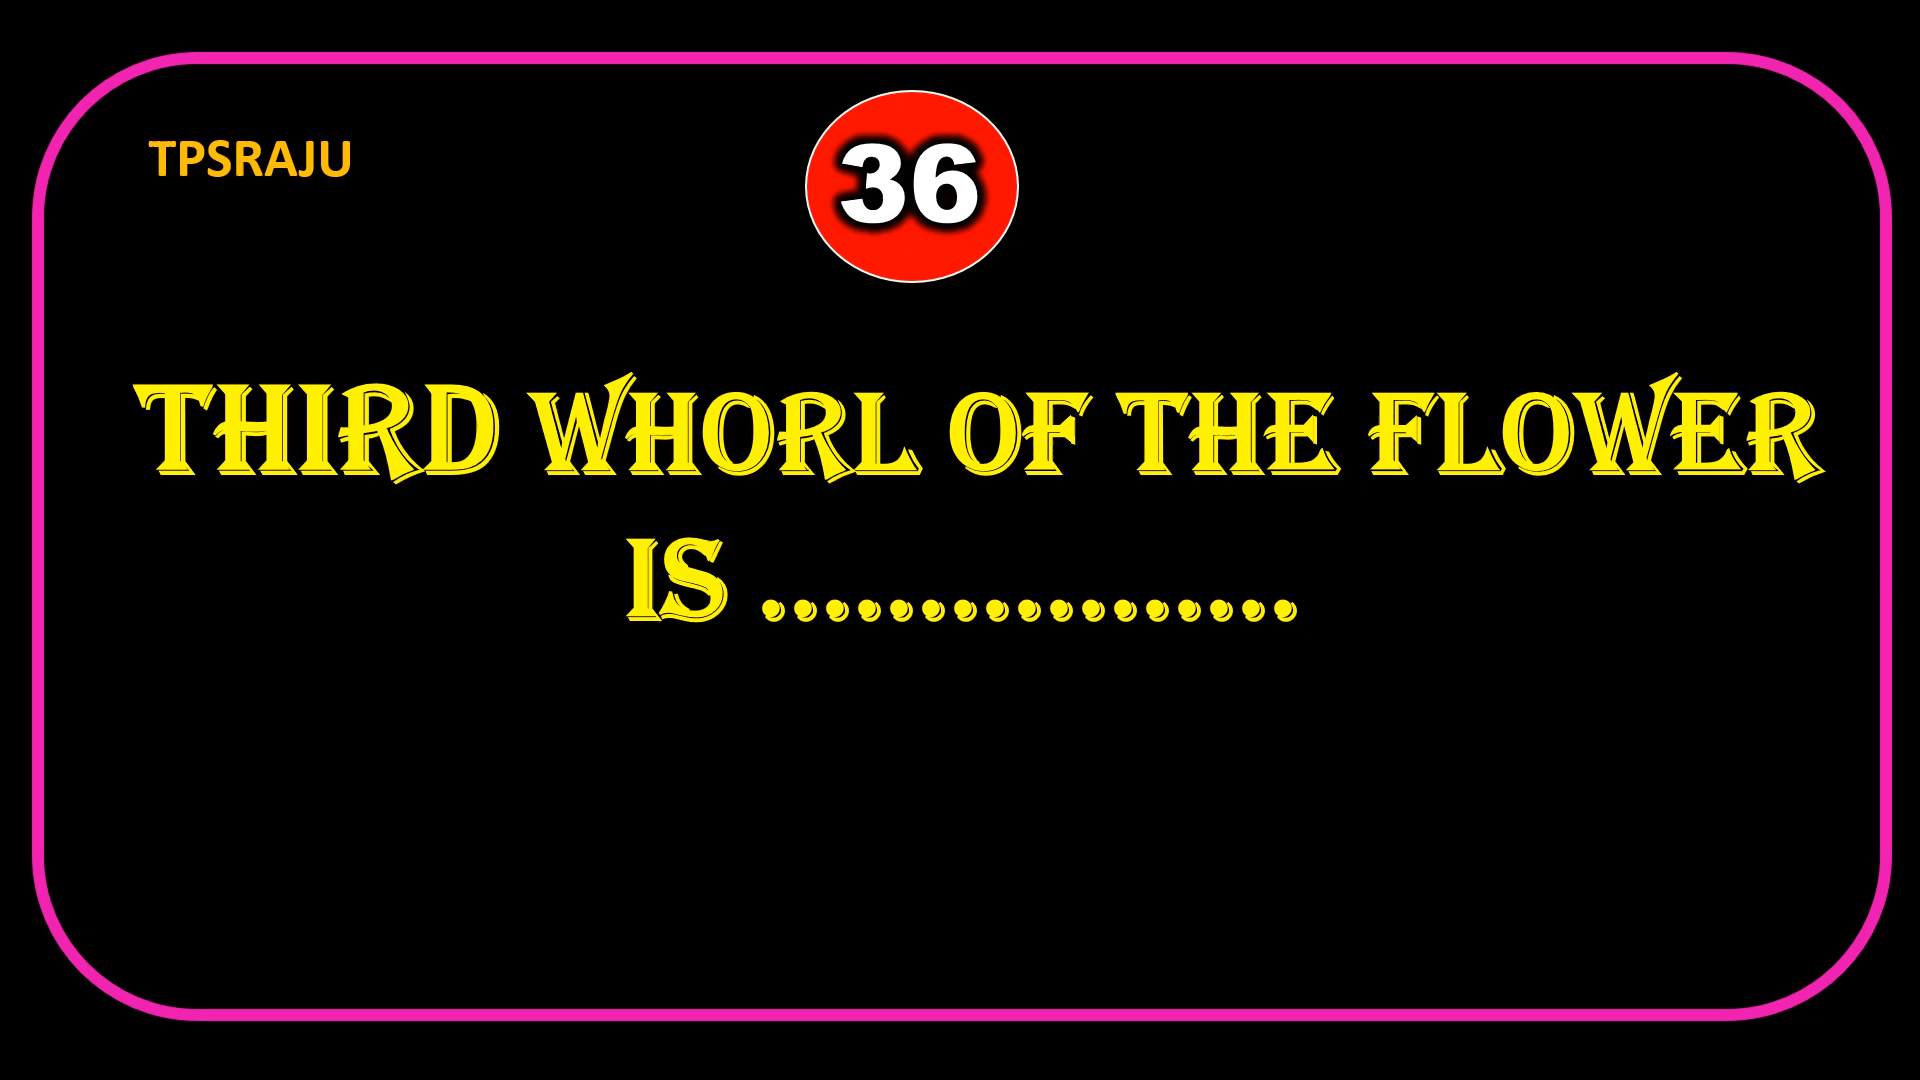 TPSRAJU
36
THIRD WHORL OF THE FLOWER
IS .................